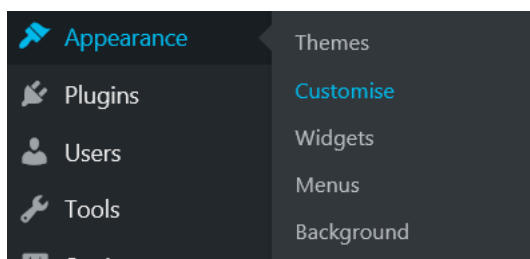 Appearance
Plugins
Users
Tools
Themes
Customise
Widgets
Menus
Background